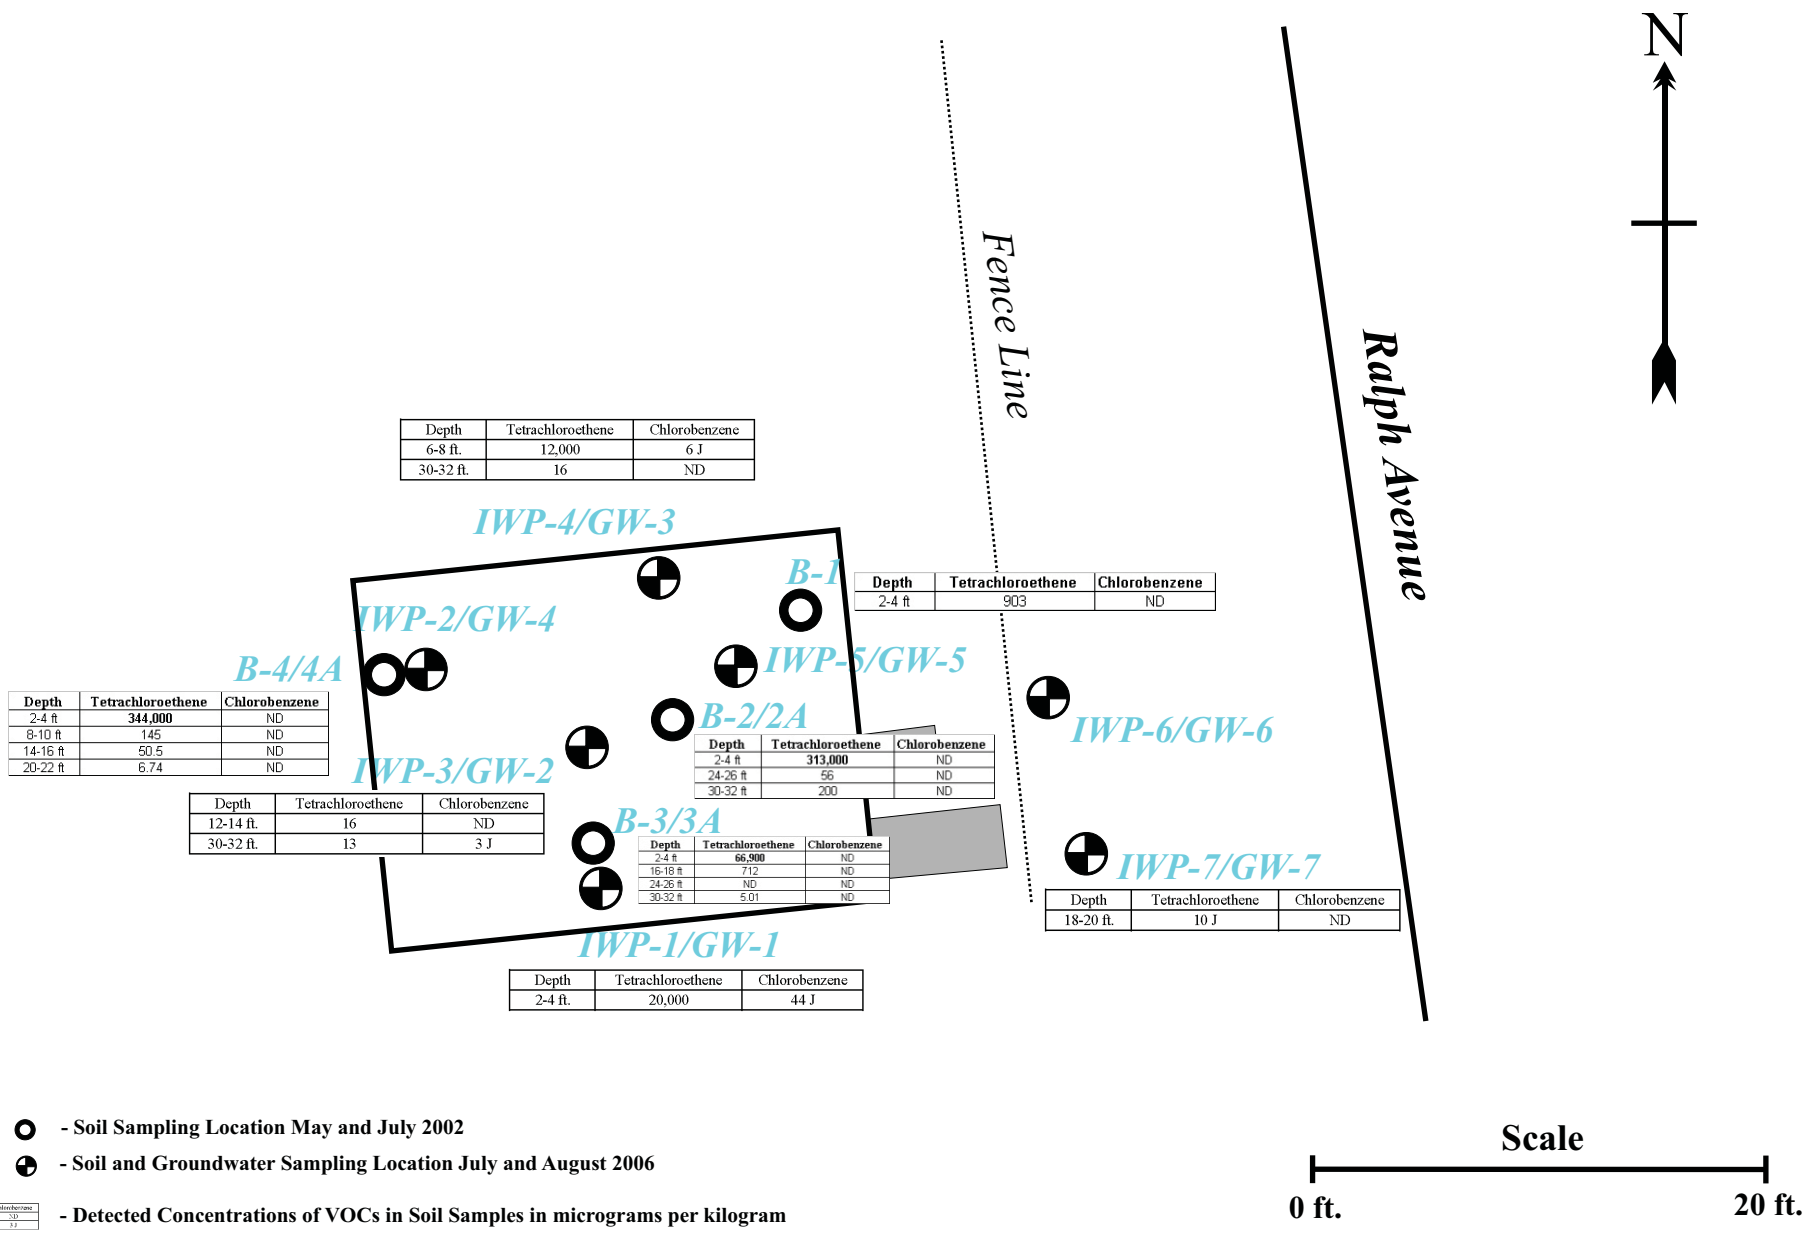 N
Fence Line
Ralph Avenue
Depth Tetrachloroethene Chlorobenzene
6-8 ft. 12,000 6 J
30-32 ft. 16 ND
IWP-4/GW-3
B-1
Depth Tetrachloroethene Chlorobenzene
2-4 ft 903 ND
IWP-2/GW-4
B-4/4A
Depth Tetrachloroethene Chlorobenzene
2-4 ft 344,000 ND
8-10 ft 145 ND
14-16 ft 50.5 ND
20-22 ft 6.74 ND
IWP-5/GW-5
B-2/2A
Depth Tetrachloroethene Chlorobenzene
2-4 ft 313,000 ND
24-26 ft 56 ND
30-32 ft 200 ND
IWP-6/GW-6
IWP-3/GW-2
Depth Tetrachloroethene Chlorobenzene
12-14 ft. 16 ND
30-32 ft. 13 3 J
B-3/3A
Depth Tetrachloroethene Chlorobenzene
2-4 ft 66,900 ND
16-18 ft 712 ND
24-26 ft ND ND
30-32 ft 5.01 ND
IWP-7/GW-7
Depth Tetrachloroethene Chlorobenzene
18-20 ft. 10 J ND
IWP-1/GW-1
Depth Tetrachloroethene Chlorobenzene
2-4 ft. 20,000 44 J
- Soil Sampling Location May and July 2002
- Soil and Groundwater Sampling Location July and August 2006
ND
3 J
- Detected Concentrations of VOCs in Soil Samples in micrograms per kilogram
Scale
0 ft. 20 ft.